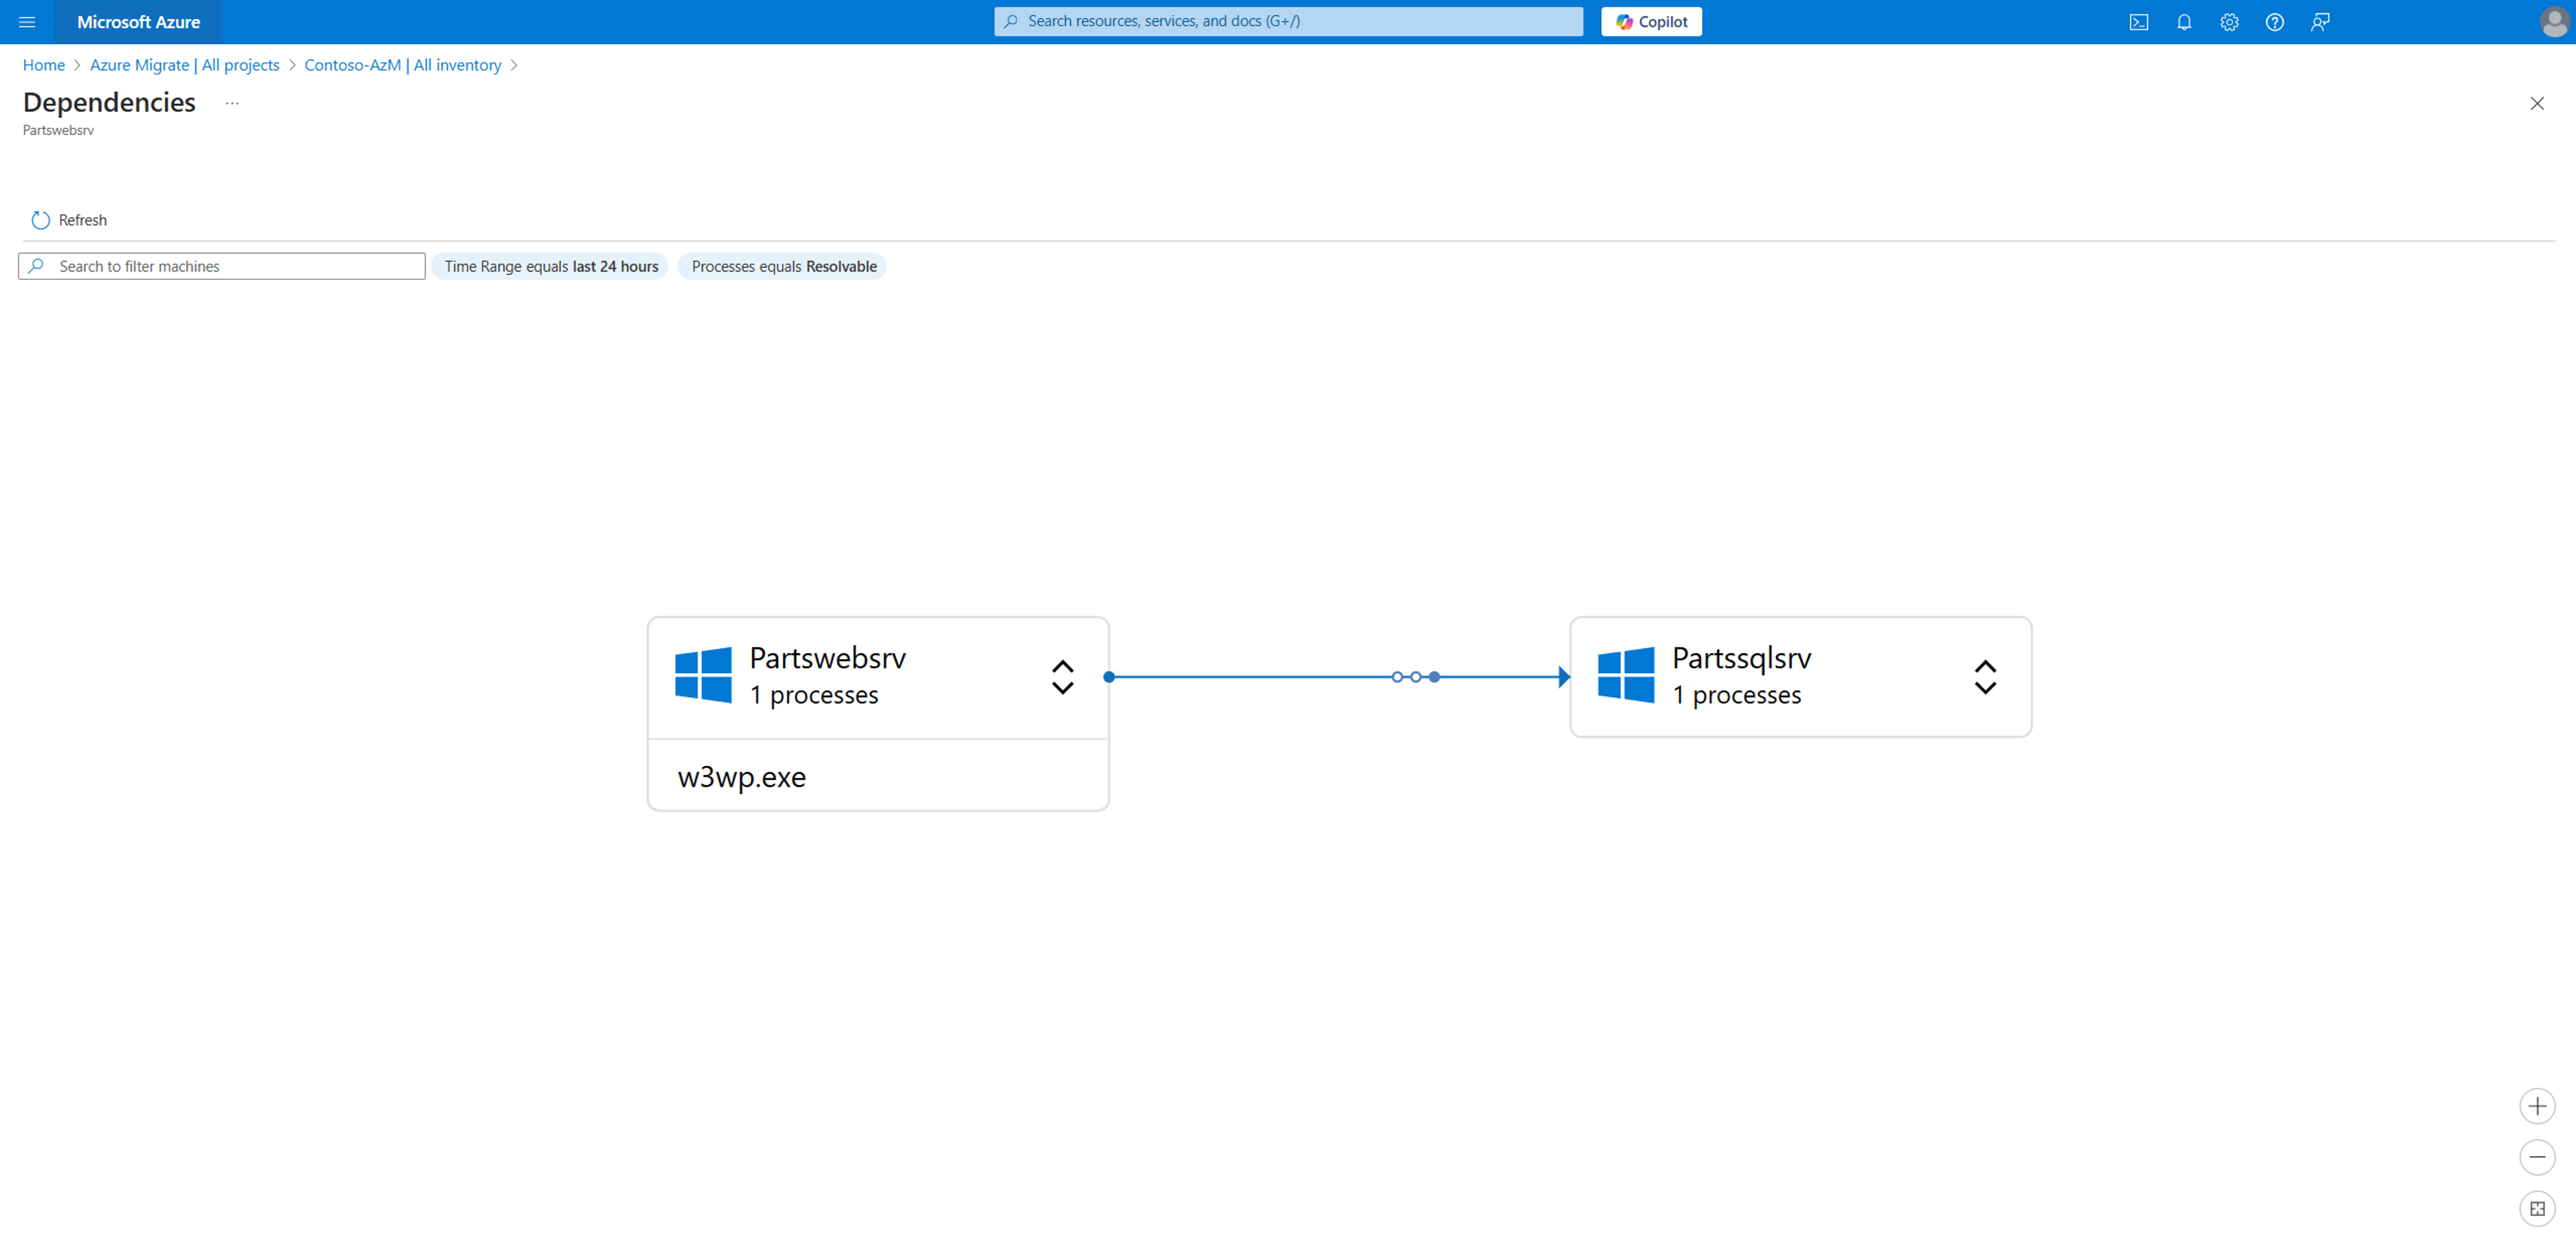 Microsoft Azure
Search resources, services, and docs (G+/)
Copilot
Home > Azure Migrate | All projects > Contoso-AzM | All inventory >
Dependencies ...
Partswebsrv
Refresh
Search to filter machines
Time Range equals last 24 hours
Processes equals Resolvable
Partswebsrv
1 processes
w3wp.exe
Partssqlsrv
1 processes